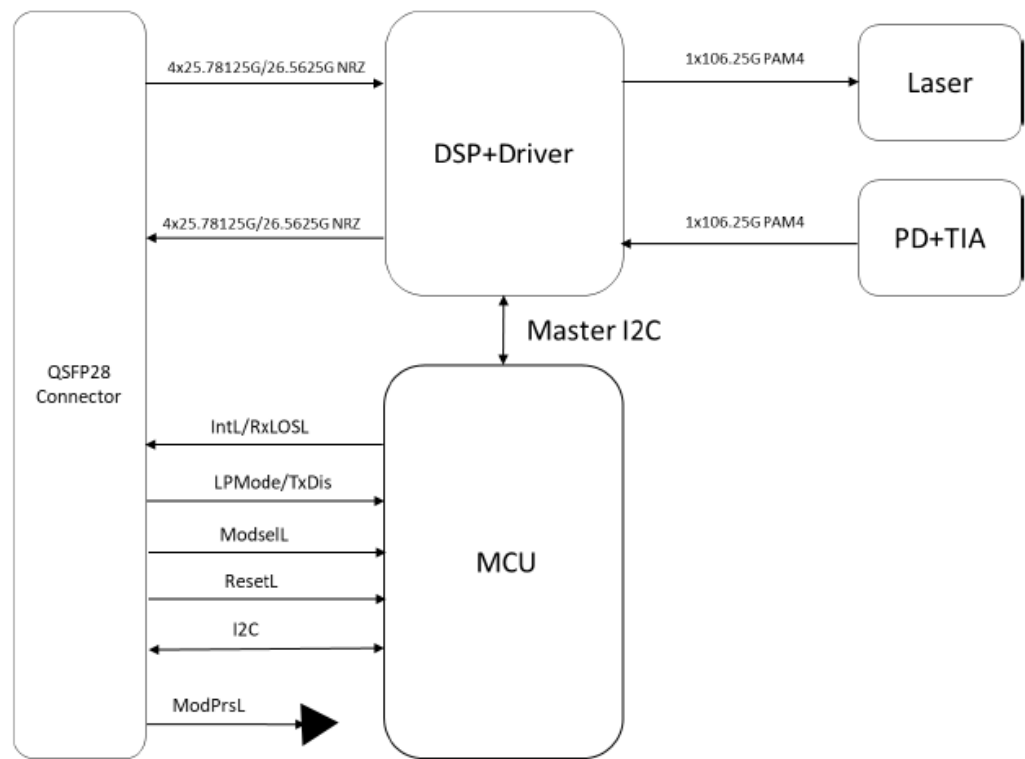 4x25.78125G/26.5625G NRZ
1x106.25G PAM4
Laser
DSP+Driver
4x25.78125G/26.5625G NRZ
1x106.25G PAM4
PD+TIA
Master I2C
QSFP28
Connector
IntL/RxLOSL
LPMode/TxDis
ModselL
ResetL
I2C
ModPrsL
MCU